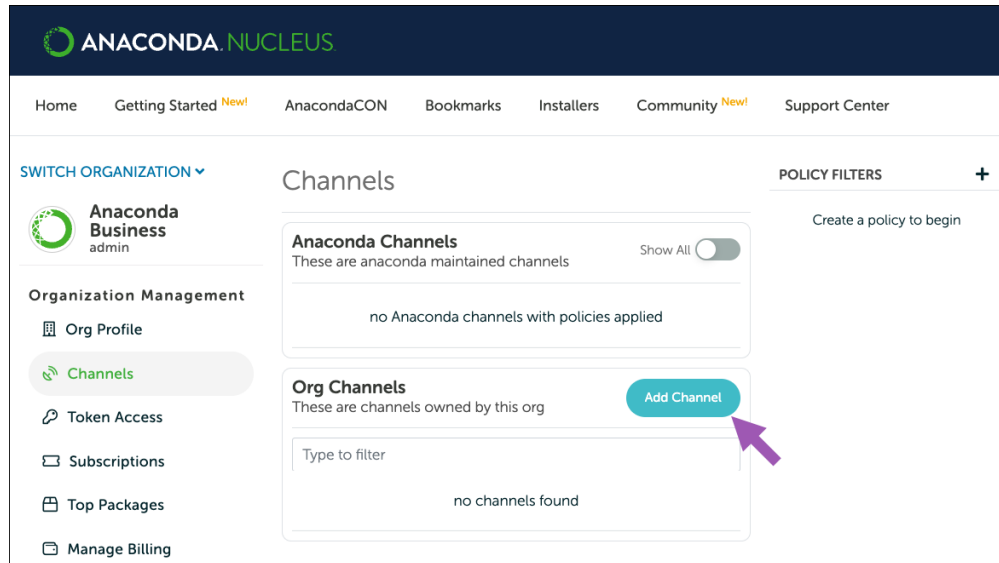 ANACONDA.NUCLEUS
Home Getting Started New! AnacondaCON Bookmarks Installers Community New! Support Center
SWITCH ORGANIZATION
Anaconda
Business
admin
Organization Management
Org Profile
Channels
Token Access
Subscriptions
Top Packages
Manage Billing
Channels
Anaconda Channels
These are anaconda maintained channels
Show All
no Anaconda channels with policies applied
Org Channels
These are channels owned by this org
Add Channel
Type to filter
no channels found
POLICY FILTERS +
Create a policy to begin